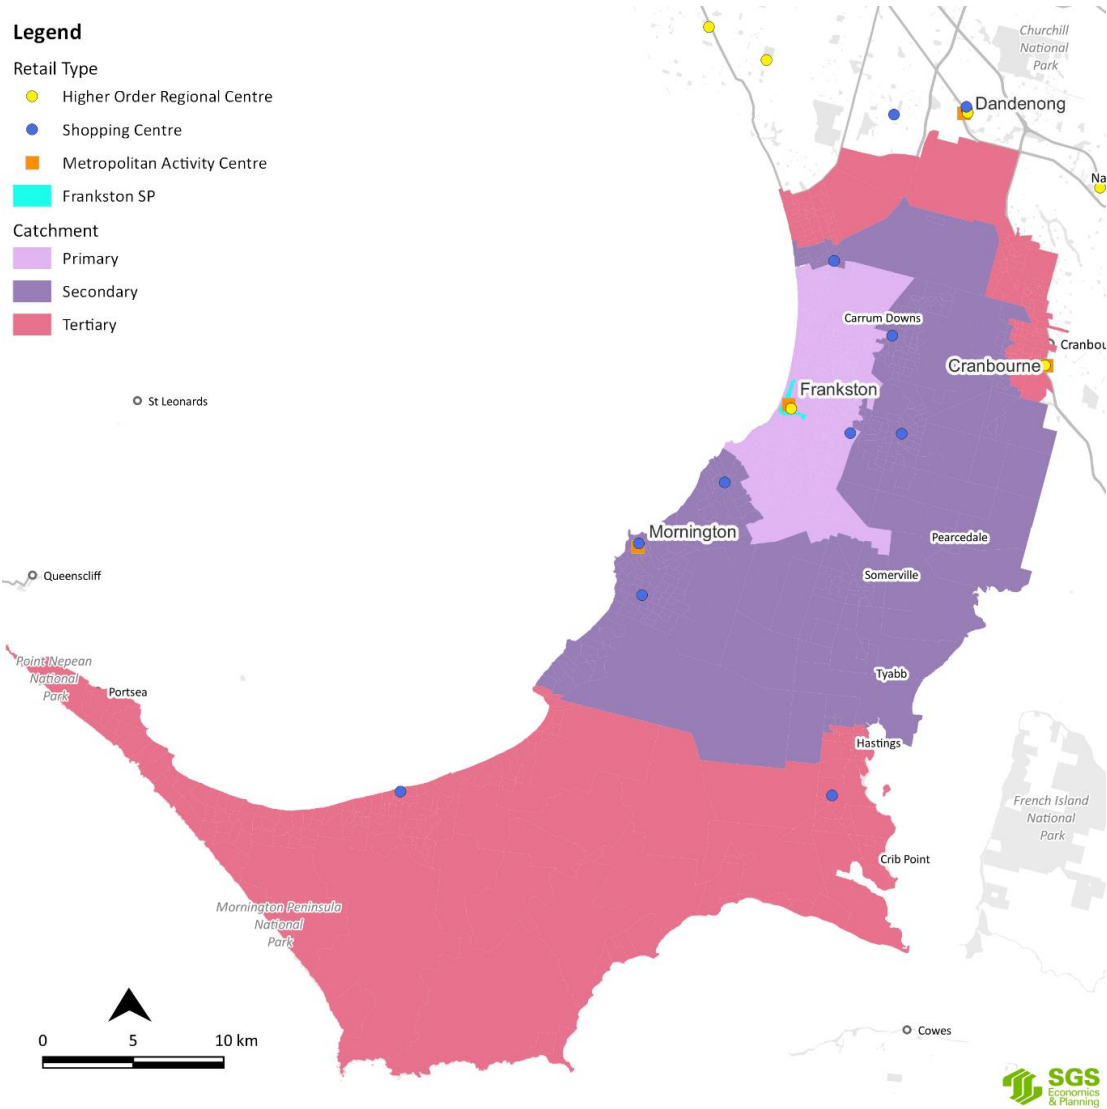 Legend
Retail Type
Higher Order Regional Centre
Shopping Centre
Metropolitan Activity Centre
Frankston SP
Catchment
Primary
Secondary
Tertiary
Churchill
National
Park
Dandenong
Na
Carrum Downs
Cranbou
Cranbourne
Frankston
St Leonards
Mornington
Pearcedale
Somerville
Queenscliff
Point Nepean
National
Park
Portsea
Tyabb
Hastings
French Island
National
Park
Crib Point
Mornington Peninsula
National
Park
0 5 10 km
Cowes
SGS
Economics
& Planning